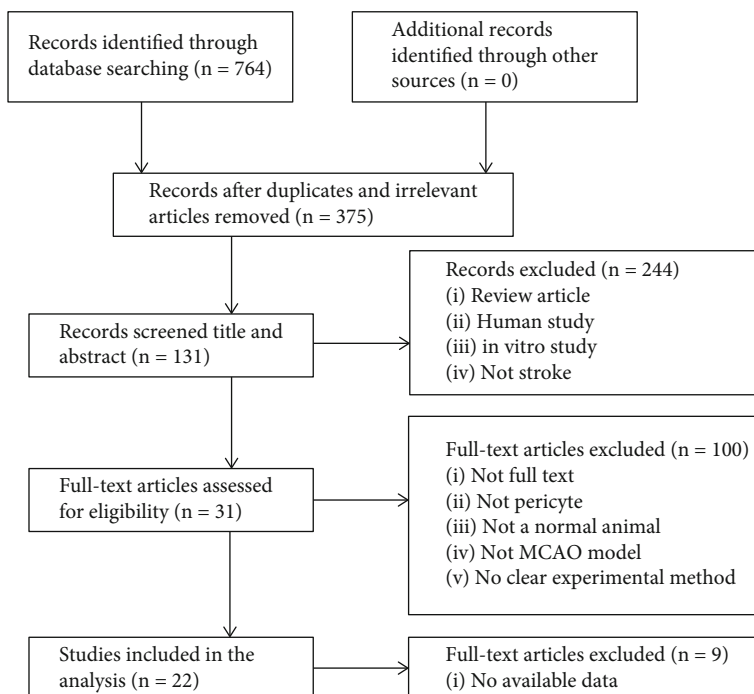 Records identified through
database searching (n = 764)
Additional records
identified through other
sources (n = 0)
Records after duplicates and irrelevant
articles removed (n = 375)
Records excluded (n = 244)
(i) Review article
(ii) Human study
(iii) in vitro study
(iv) Not stroke
Records screened title and
abstract (n = 131)
Full-text articles excluded (n = 100)
(i) Not full text
(ii) Not pericyte
(iii) Not a normal animal
(iv) Not MCAO model
(v) No clear experimental method
Full-text articles assessed
for eligibility (n = 31)
Studies included in the
analysis (n = 22)
Full-text articles excluded (n = 9)
(i) No available data